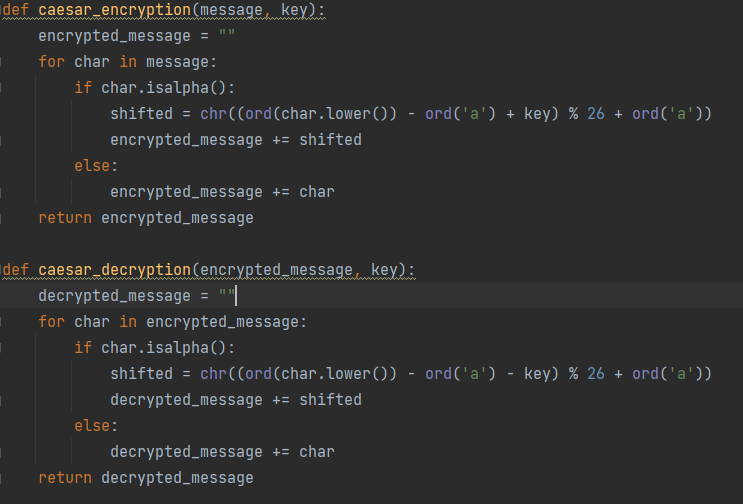 def caesar_encryption(message, key):
    encrypted_message = ""
    for char in message:
        if char.isalpha():
            shifted = chr((ord(char.lower()) - ord('a') + key) % 26 + ord('a'))
            encrypted_message += shifted
        else:
            encrypted_message += char
    return encrypted_message

def caesar_decryption(encrypted_message, key):
    decrypted_message = ""
    for char in encrypted_message:
        if char.isalpha():
            shifted = chr((ord(char.lower()) - ord('a') - key) % 26 + ord('a'))
            decrypted_message += shifted
        else:
            decrypted_message += char
    return decrypted_message